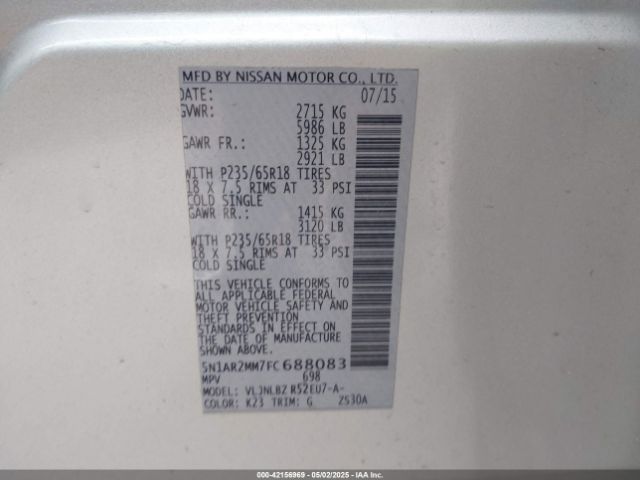 MFD BY NISSAN MOTOR CO., LTD.
DATE: 07/15
GVWR: 2715 KG
5986 LB
GAWR FR.: 1325 KG
2921 LB
WITH P235/65R18 TIRES
18 X 7.5 RIMS AT 33 PSI
COLD SINGLE
GAWR RR.: 1415 KG
3120 LB
WITH P235/65R18 TIRES
18 X 7.5 RIMS AT 33 PSI
COLD SINGLE
THIS VEHICLE CONFORMS TO
ALL APPLICABLE FEDERAL
MOTOR VEHICLE SAFETY AND
THEFT PREVENTION
STANDARDS IN EFFECT ON
THE DATE OF MANUFACTURE
SHOWN ABOVE.
5N1AR2MM7FC688083
MPV 698
MODEL: VLJNLBZ R52EU7-A-
COLOR: K23 TRIM: G ZS30A
000-42156969 - 05/02/2025 - IAA Inc.